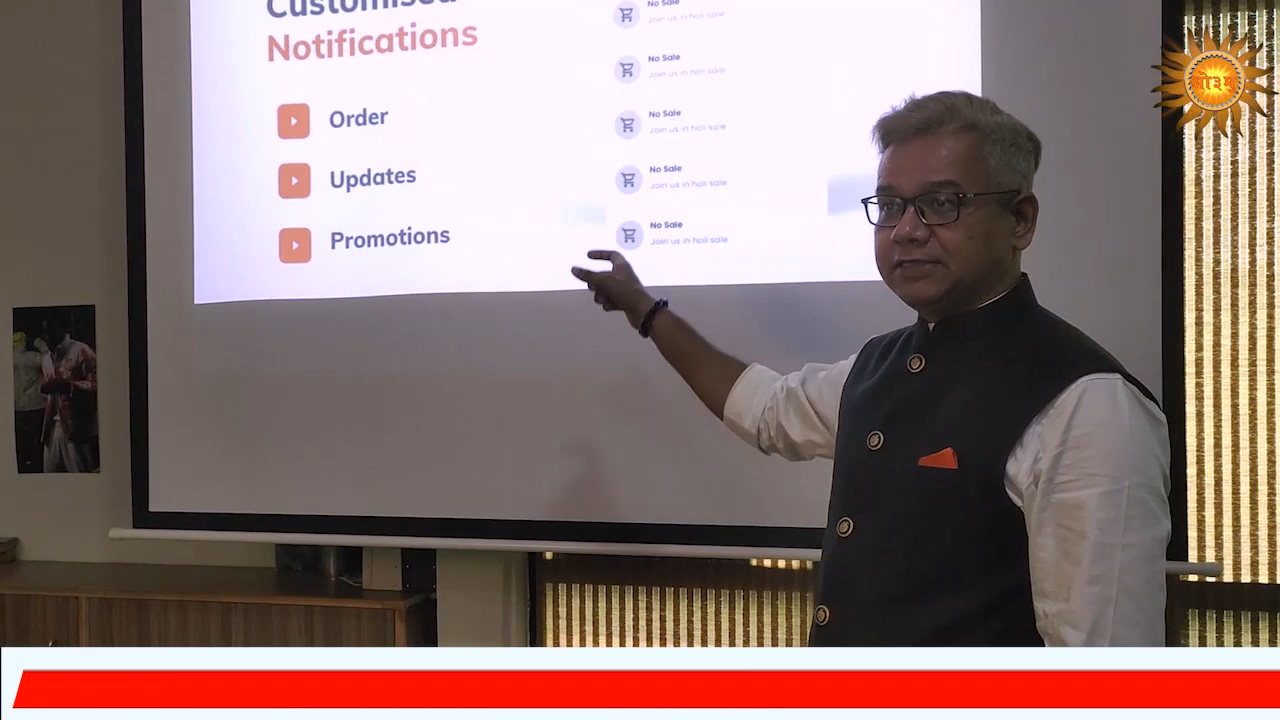 Customised
Notifications
Order
Updates
Promotions
No Sale
Join us in holi sale
No Sale
Join us in holi sale
No Sale
Join us in holi sale
No Sale
Join us in holi sale
No Sale
Join us in holi sale
ओ३म्